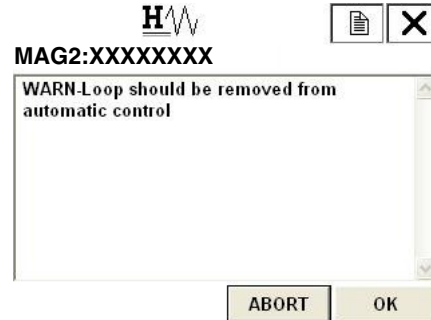 H
MAG2:XXXXXXXX
WARN-Loop should be removed from
automatic control
ABORT
OK